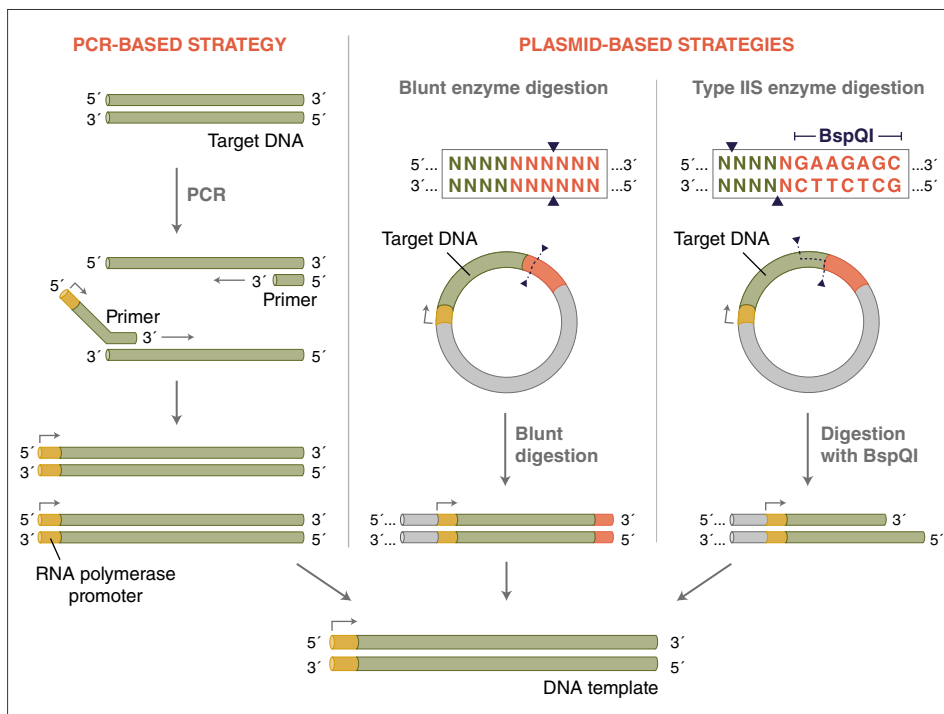 PCR-BASED STRATEGY
5´ 3´
3´ 5´
Target DNA
PCR
5´ 3´
3´ 5´
Primer
5´
Primer
3´
3´ 5´
5´ 3´
3´ 5´
5´ 3´
3´ 5´
RNA polymerase
promoter
PLASMID-BASED STRATEGIES
Blunt enzyme digestion
5´... NNNNNNNNNN ...3´
3´... NNNNNNNNNN ...5´
Target DNA
Blunt
digestion
5´... 3´
3´... 5´
Type IIS enzyme digestion
BspQI
5´... NNNNNGAAGAGC ...3´
3´... NNNNNCTTCTCG ...5´
Target DNA
Digestion
with BspQI
5´... 3´
3´... 5´
5´ 3´
3´ 5´
DNA template